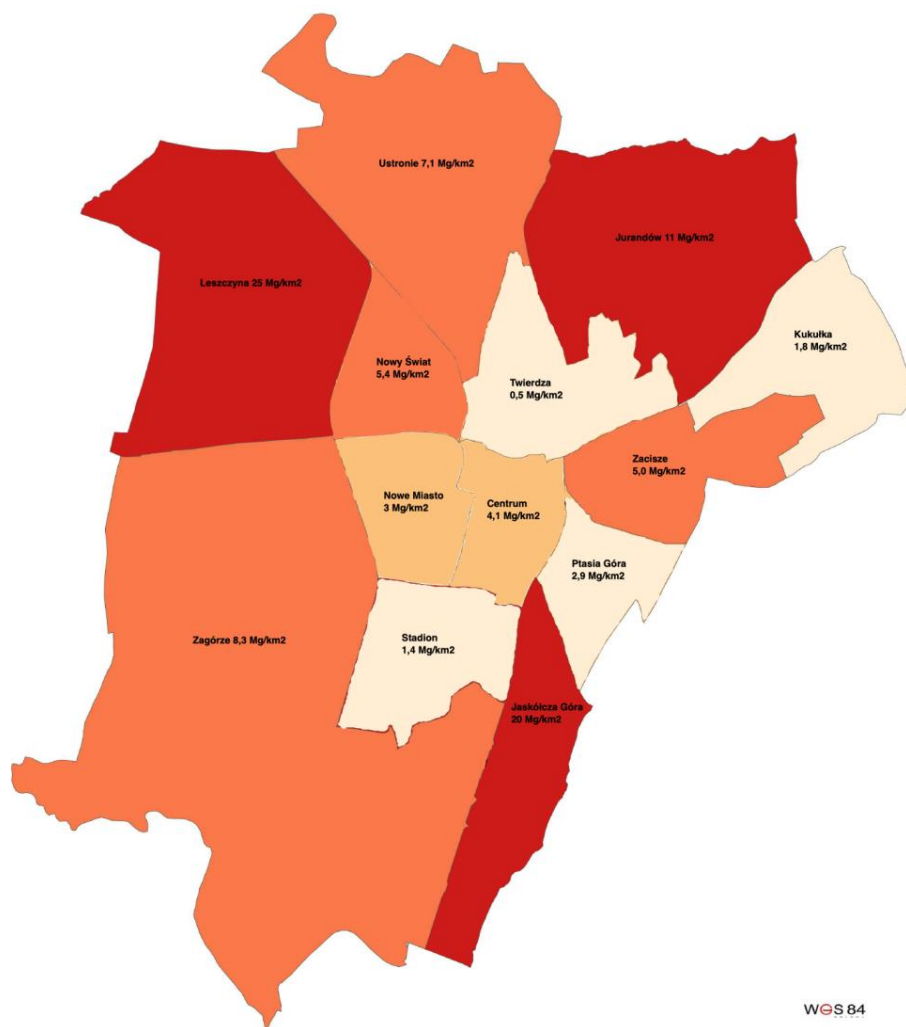 Ustronie 7,1 Mg/km2
Jurandów 11 Mg/km2
Leszczyna 25 Mg/km2
Kukułka
1,8 Mg/km2
Nowy Świat
5,4 Mg/km2
Twierdza
0,5 Mg/km2
Zacisze
5,0 Mg/km2
Nowe Miasto
3 Mg/km2
Centrum
4,1 Mg/km2
Ptasia Góra
2,9 Mg/km2
Zagórze 8,3 Mg/km2
Stadion
1,4 Mg/km2
Jaskółcza Góra
20 Mg/km2
WGS 84